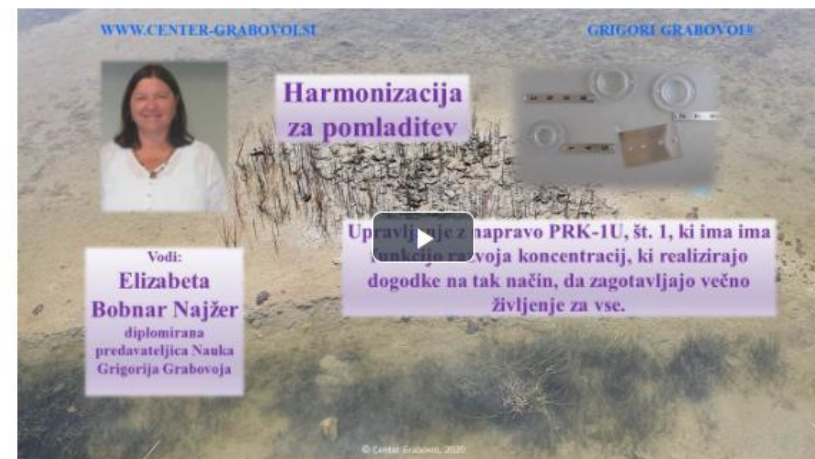 WWW.CENTER-GRABOVOI.SI
GRIGORI GRABOVOI®
Harmonizacija
za pomladitev
Upravljanje z napravo PRK-1U, št. 1, ki ima ima
funkcijo razvoja koncentracij, ki realizirajo
dogodke na tak način, da zagotavljajo večno
življenje za vse.
Vodi:
Elizabeta
Bobnar Najžer
diplomirana
predavateljica Nauka
Grigorija Grabovoja
© Center Grabovoi, 2020